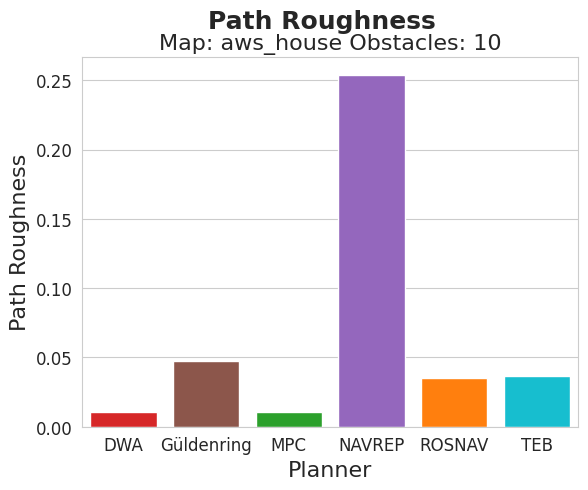 Path Roughness
Map: aws_house Obstacles: 10
Path Roughness
0.25
0.20
0.15
0.10
0.05
0.00
DWA Güldenring MPC NAVREP ROSNAV TEB
Planner